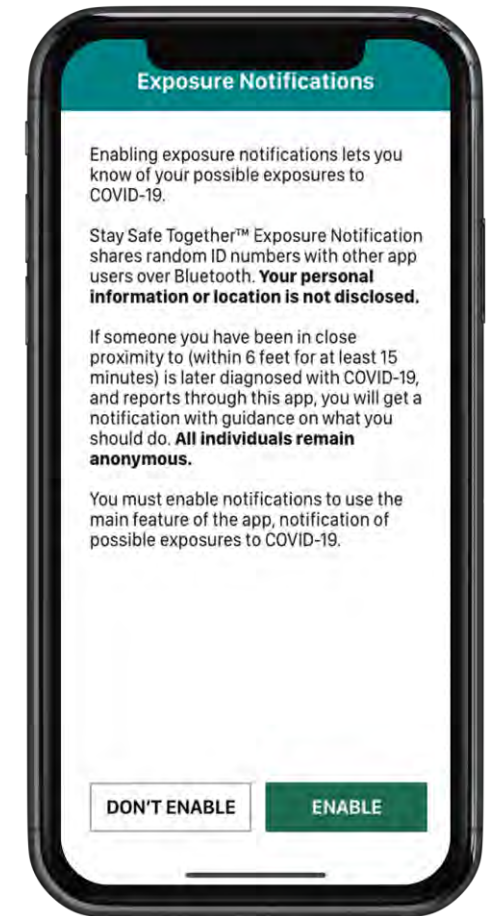 Exposure Notifications
Enabling exposure notifications lets you
know of your possible exposures to
COVID-19.
Stay Safe Together™ Exposure Notification
shares random ID numbers with other app
users over Bluetooth. Your personal
information or location is not disclosed.
If someone you have been in close
proximity to (within 6 feet for at least 15
minutes) is later diagnosed with COVID-19,
and reports through this app, you will get a
notification with guidance on what you
should do. All individuals remain
anonymous.
You must enable notifications to use the
main feature of the app, notification of
possible exposures to COVID-19.
DON'T ENABLE
ENABLE